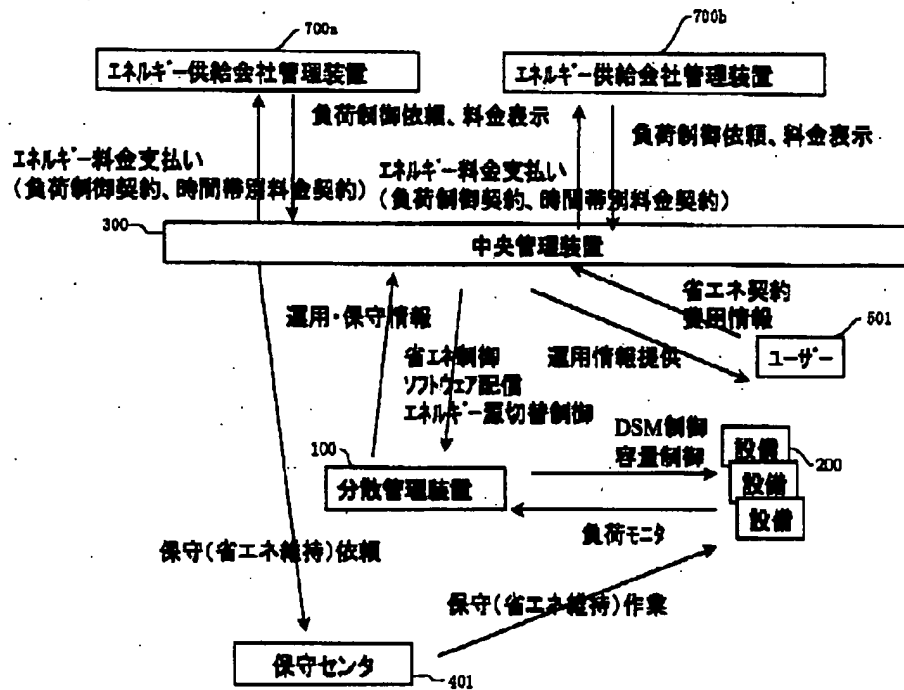 700a
700b
エネルギー供給会社管理装置
エネルギー供給会社管理装置
負荷制御依頼、料金表示
負荷制御依頼、料金表示
エネルギー料金支払い
(負荷制御契約、時間帯別料金契約)
エネルギー料金支払い
(負荷制御契約、時間帯別料金契約)
300
中央管理装置
運用・保守情報
省エネ制御
ソフトウェア配信
エネルギー源切替制御
運用情報提供
省エネ契約
費用情報
501
ユーザー
100
分散管理装置
DSM制御
容量制御
設備
200
設備
設備
負荷モニタ
保守(省エネ維持)依頼
保守(省エネ維持)作業
保守センタ
401